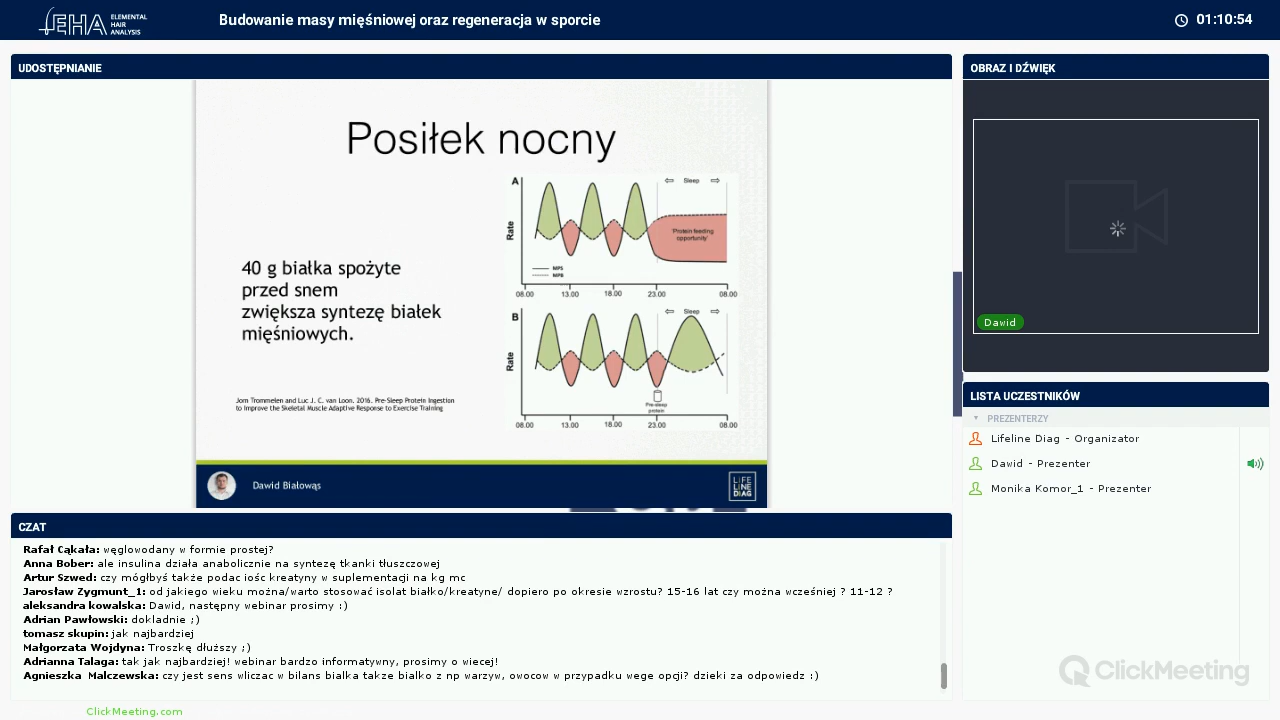 EHA ELEMENTAL
HAIR
ANALYSIS
Budowanie masy mięśniowej oraz regeneracja w sporcie
01:10:54
UDOSTĘPNIANIE
Posiłek nocny
40 g białka spożyte
przed snem
zwiększa syntezę białek
mięśniowych.
Jorn Trommelen and Luc J. C. van Loon. 2016. Pre-Sleep Protein Ingestion
to Improve the Skeletal Muscle Adaptive Response to Exercise Training
A
Sleep
Rate
'Protein feeding
opportunity'
MPS
MPB
08.00 13.00 18.00 23.00 08.00
B
Sleep
Rate
Pre-sleep
protein
08.00 13.00 18.00 23.00 08.00
Dawid Białowąs
LIFE
LINE
DIAG
OBRAZ I DŹWIĘK
Dawid
LISTA UCZESTNIKÓW
PREZENTERZY
Lifeline Diag - Organizator
Dawid - Prezenter
Monika Komor_1 - Prezenter
CZAT
Rafał Cąkała: węglowodany w formie prostej?
Anna Bober: ale insulina działa anabolicznie na syntezę tkanki tłuszczowej
Artur Szwed: czy mógłbyś także podac iośc kreatyny w suplementacji na kg mc
Jarosław Zygmunt_1: od jakiego wieku można/warto stosować isolat białko/kreatyne/ dopiero po okresie wzrostu? 15-16 lat czy można wcześniej ? 11-12 ?
aleksandra kowalska: Dawid, następny webinar prosimy :)
Adrian Pawłowski: dokladnie ;)
tomasz skupin: jak najbardziej
Małgorzata Wojdyna: Troszkę dłuższy ;)
Adrianna Talaga: tak jak najbardziej! webinar bardzo informatywny, prosimy o wiecej!
Agnieszka Malczewska: czy jest sens wliczac w bilans bialka takze bialko z np warzyw, owocow w przypadku wege opcji? dzieki za odpowiedz :)
ClickMeeting
ClickMeeting.com